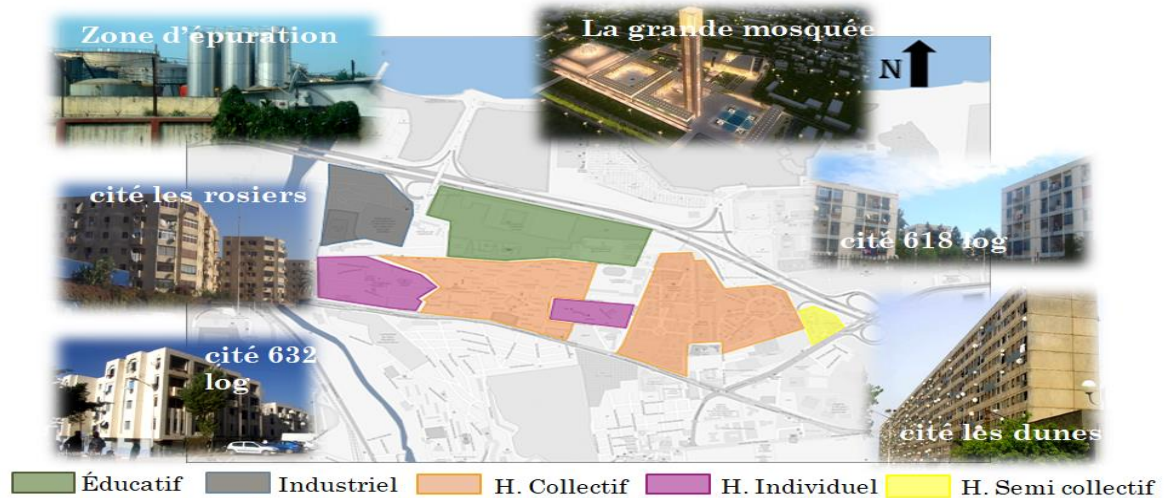 Zone d'épuration
La grande mosquée
N
cité les rosiers
cité 618 log
cité 632
log
cité les dunes
Éducatif
Industriel
H. Collectif
H. Individuel
H. Semi collectif